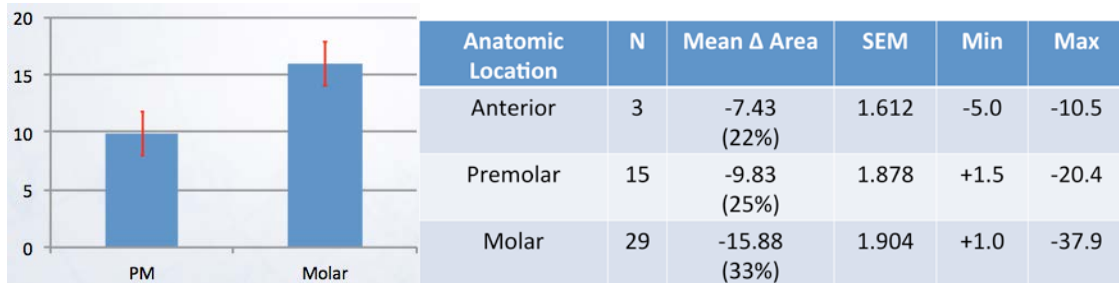 20
15
10
5
0
PM Molar
Anatomic Location N Mean Δ Area SEM Min Max
Anterior 3 -7.43 (22%) 1.612 -5.0 -10.5
Premolar 15 -9.83 (25%) 1.878 +1.5 -20.4
Molar 29 -15.88 (33%) 1.904 +1.0 -37.9